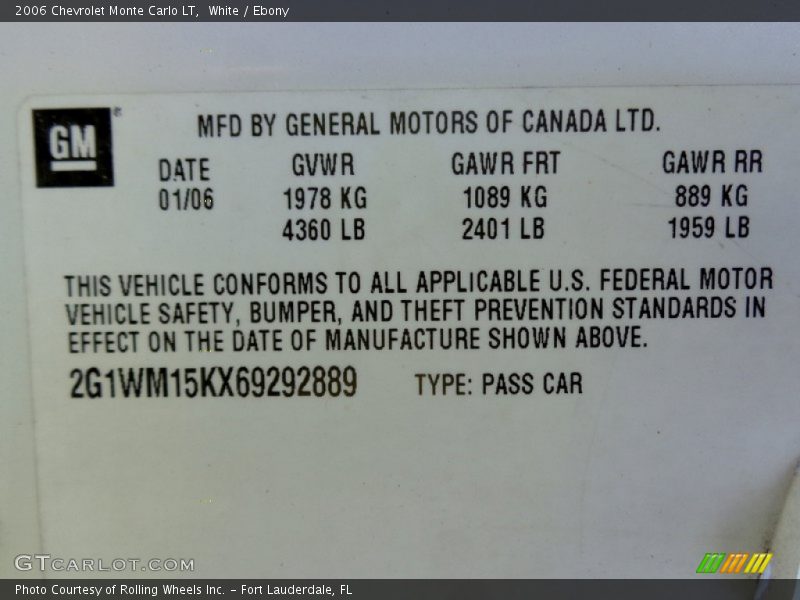 2006 Chevrolet Monte Carlo LT, White / Ebony
GM®
MFD BY GENERAL MOTORS OF CANADA LTD.
DATE GVWR GAWR FRT GAWR RR
01/06 1978 KG 1089 KG 889 KG
4360 LB 2401 LB 1959 LB
THIS VEHICLE CONFORMS TO ALL APPLICABLE U.S. FEDERAL MOTOR
VEHICLE SAFETY, BUMPER, AND THEFT PREVENTION STANDARDS IN
EFFECT ON THE DATE OF MANUFACTURE SHOWN ABOVE.
2G1WM15KX69292889 TYPE: PASS CAR
GTCARLOT.COM
Photo Courtesy of Rolling Wheels Inc. – Fort Lauderdale, FL